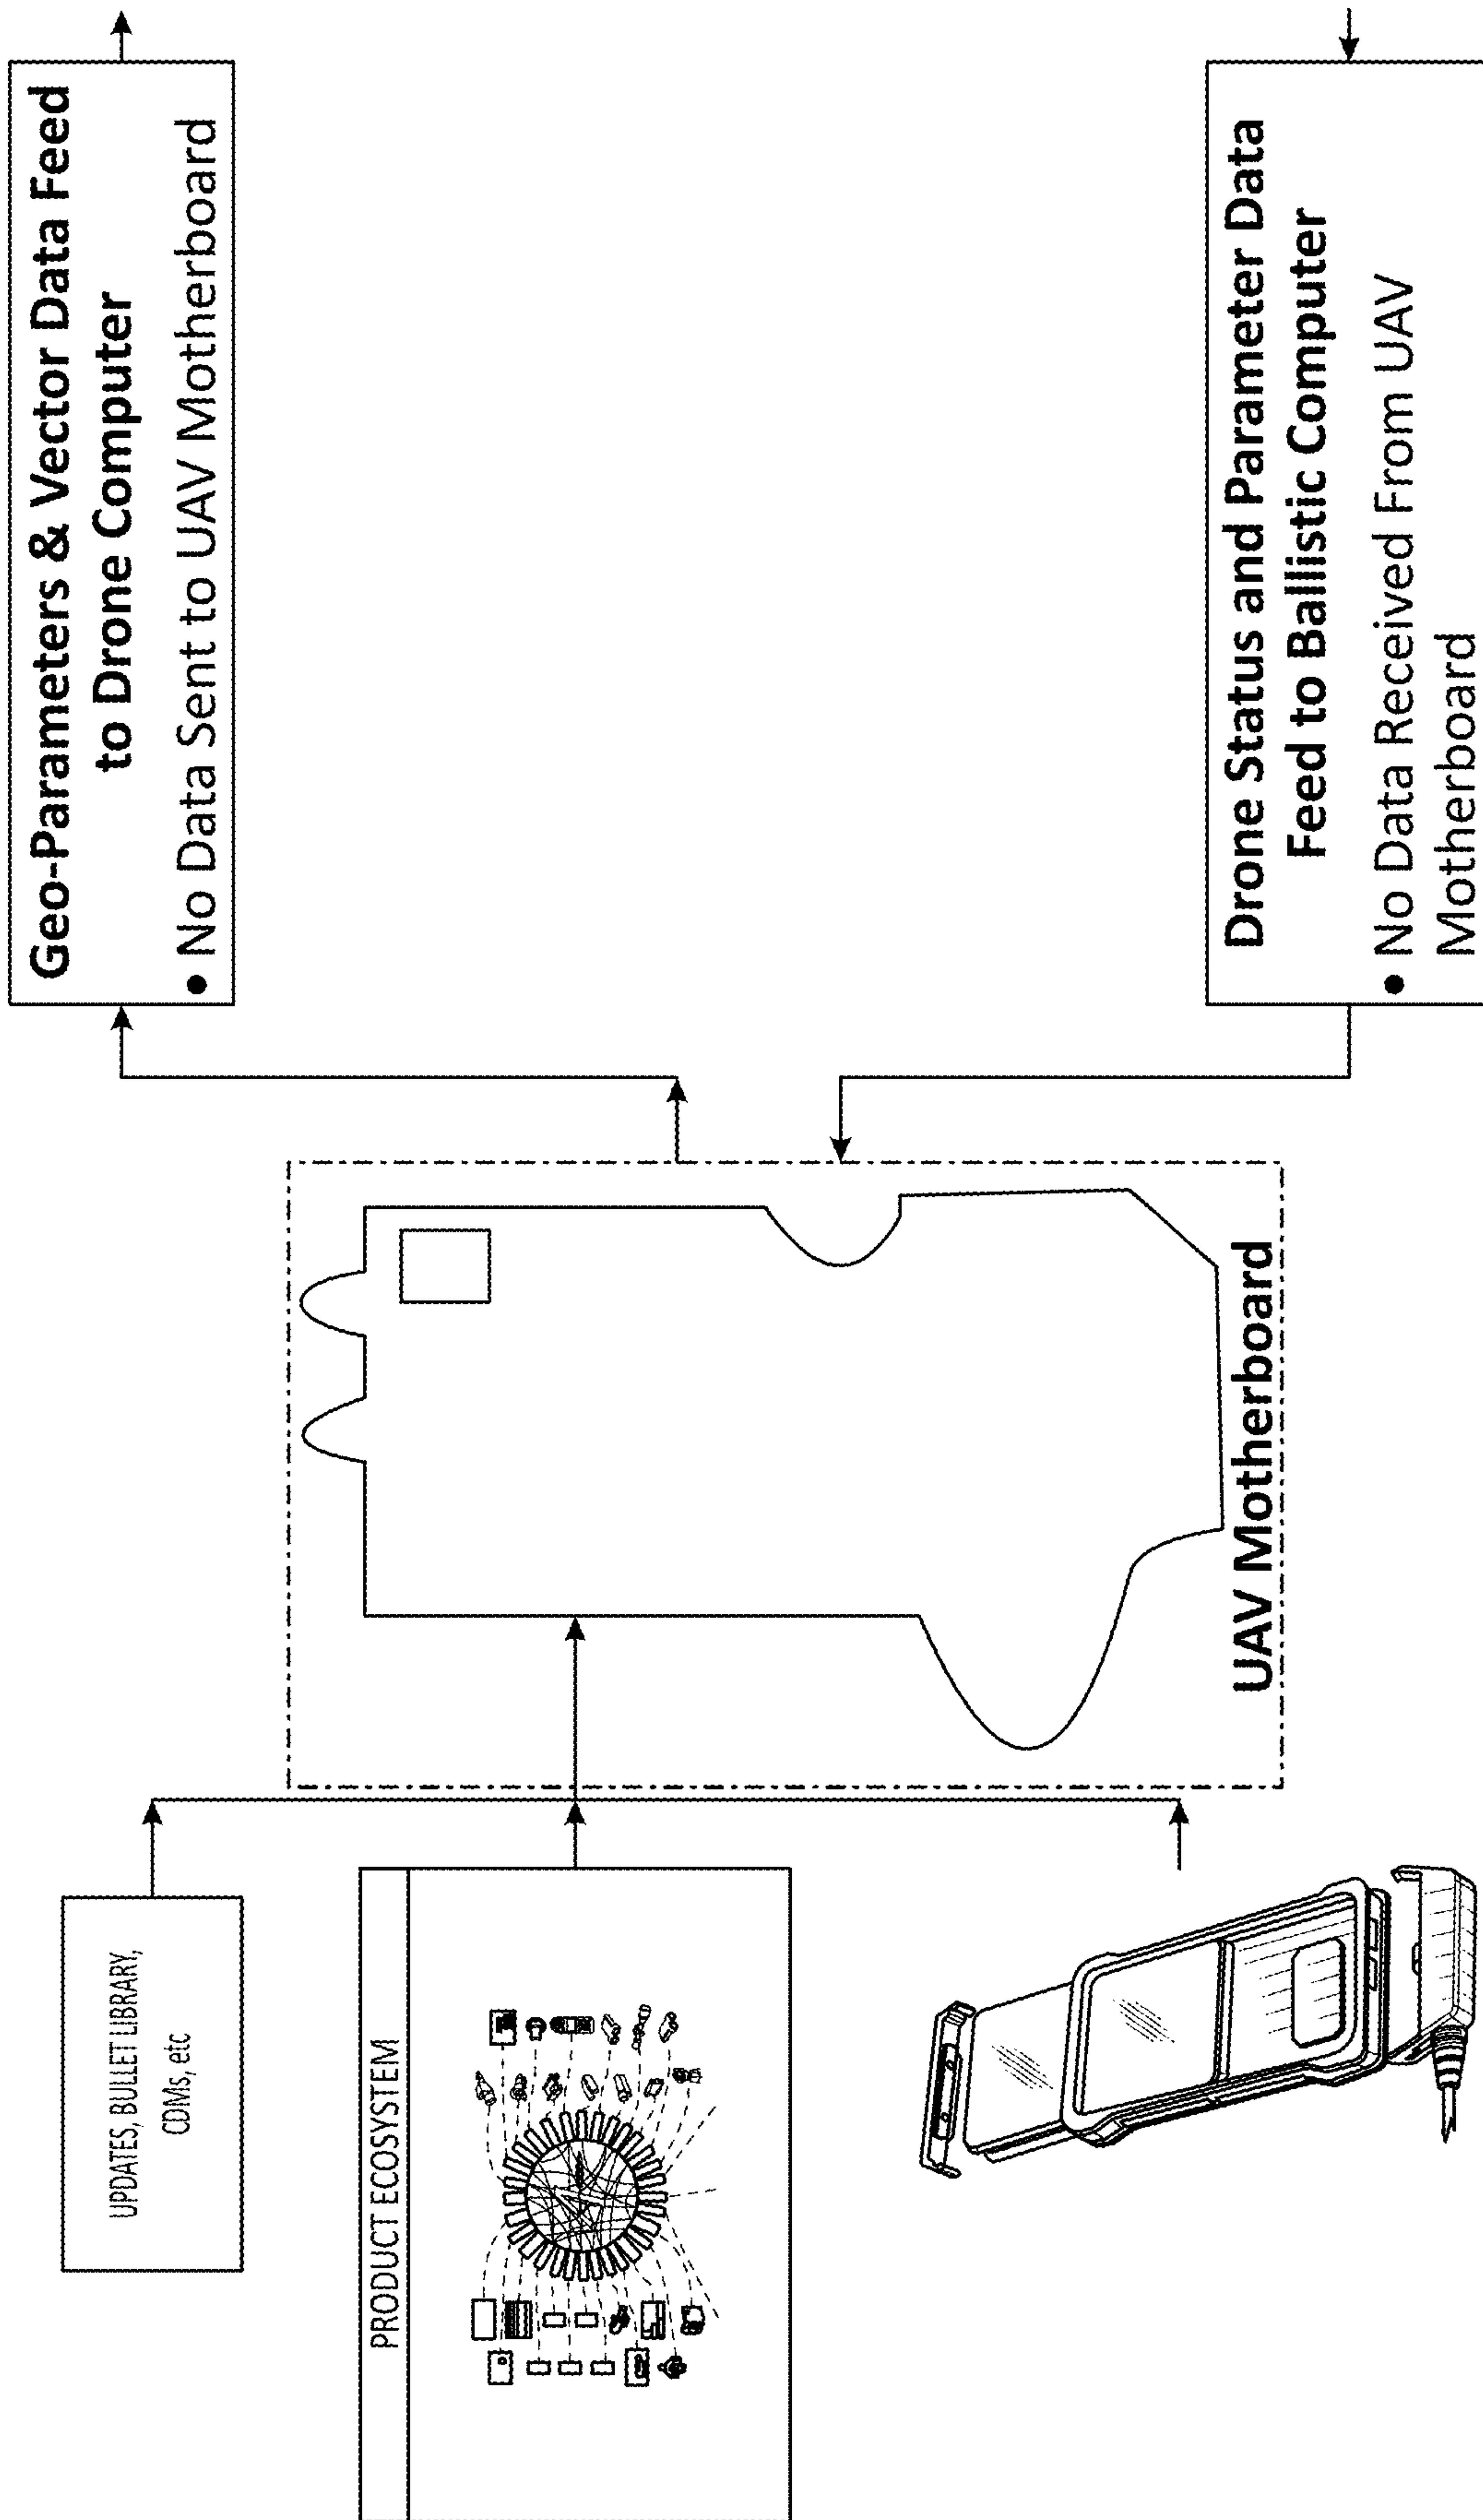 UPDATES, BULLET LIBRARY,
CDMs, etc
PRODUCT ECOSYSTEM
UAV Motherboard
Geo-Parameters & Vector Data Feed
to Drone Computer
• No Data Sent to UAV Motherboard
Drone Status and Parameter Data
Feed to Ballistic Computer
• No Data Received From UAV
Motherboard